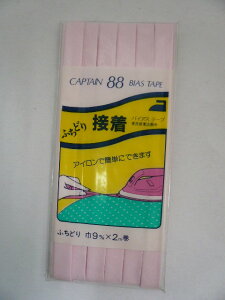 CAPTAIN 88 BIAS TAPE
ふちどり
接着
バイアステープ
アイロンで簡単にできます
ふちどり 巾9㎜×2m巻